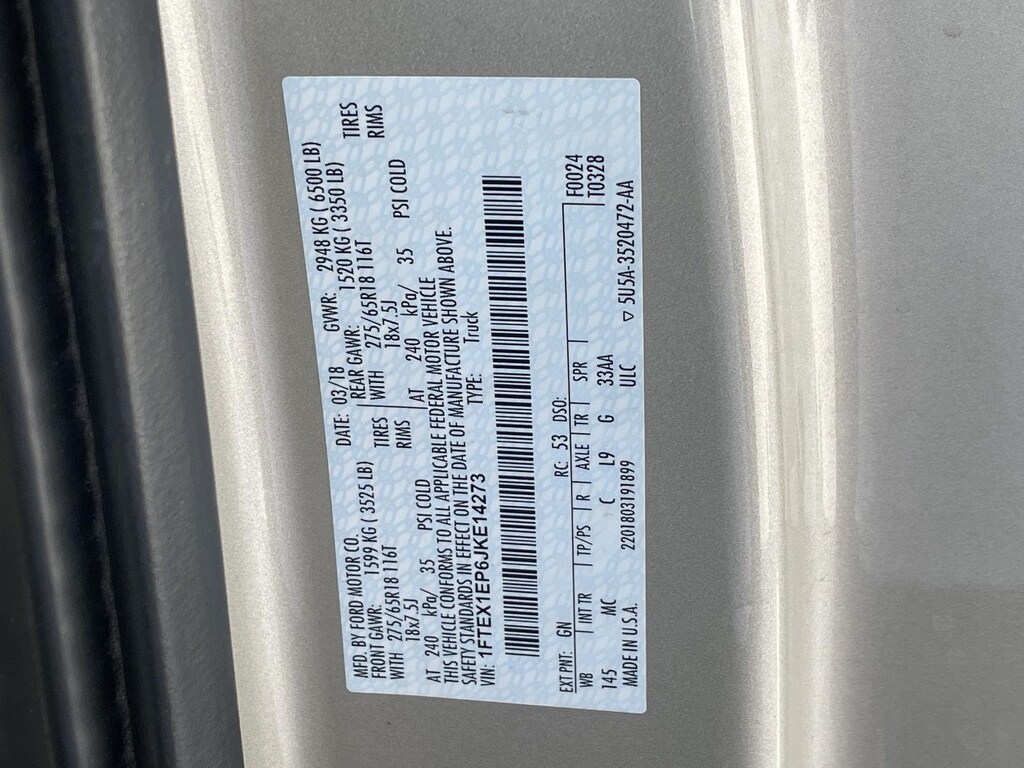 MFD. BY FORD MOTOR CO. DATE: 03/18 GVWR: 2948 KG ( 6500 LB)
FRONT GAWR: 1599 KG ( 3525 LB) REAR GAWR: 1520 KG ( 3350 LB)
WITH 275/65R18 116T TIRES WITH 275/65R18 116T TIRES
18x7.5J RIMS 18x7.5J RIMS
AT 240 kPa/ 35 PSI COLD AT 240 kPa/ 35 PSI COLD
THIS VEHICLE CONFORMS TO ALL APPLICABLE FEDERAL MOTOR VEHICLE
SAFETY STANDARDS IN EFFECT ON THE DATE OF MANUFACTURE SHOWN ABOVE.
VIN: 1FTEX1EP6JKE14273 TYPE: Truck
EXT PNT: GN RC: 53 DSO: F0024
WB INT TR TP/PS R AXLE TR SPR T0328
145 MC C L9 G 33AA
MADE IN U.S.A. 2201803191899 ULC ▽ 5U5A-3520472-AA